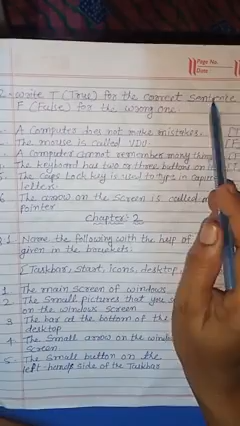 Page No.
Date
2. Write T (True) for the correct Sentence
F (False) for the wrong one.
A Computer does not make mistakes.
The mouse is called VDU.
A Computer cannot remember many things
The Keyboard has two or three buttons on
The Caps Lock key is used to type in Capital
letters.
6 The arrow on the Screen is called a
pointer
Chapter-2
1. Name the following with the help of
given in the brackets.
Taskbar, start, icons, desktop
1 The main screen of windows
2 The Small pictures that you s
on the windows screen
3 The bar at the bottom of the
desktop
4. The Small arrow on the windo
Screen
5. The Small button on the
left hand side of the Taskbar